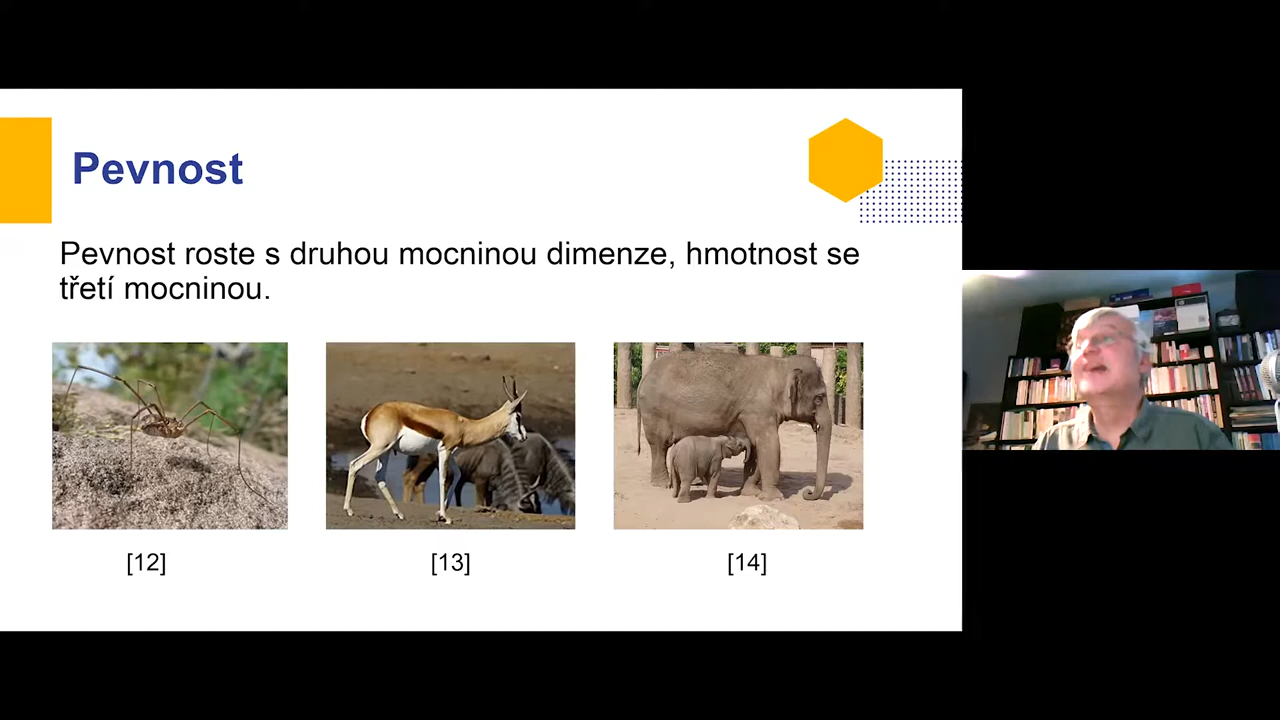 Pevnost
Pevnost roste s druhou mocninou dimenze, hmotnost se
třetí mocninou.
[12]
[13]
[14]